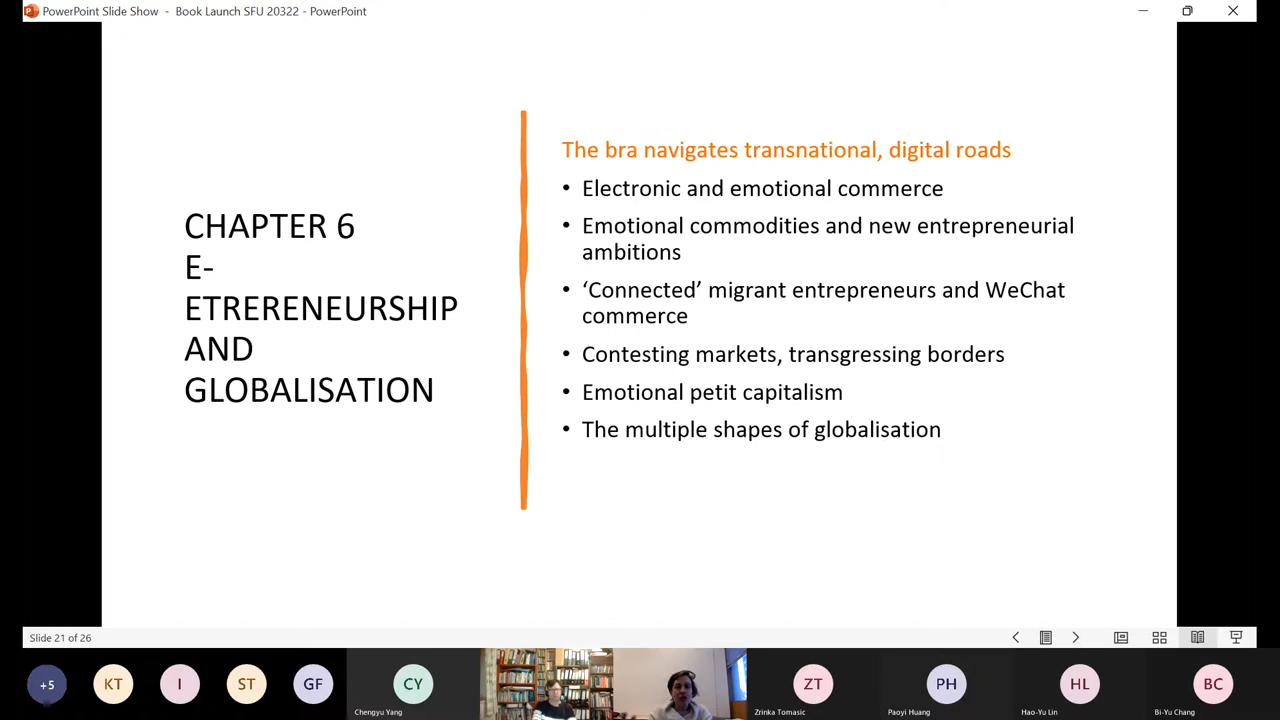 PowerPoint Slide Show - Book Launch SFU 20322 - PowerPoint
CHAPTER 6
E-
ETRERENEURSHIP
AND
GLOBALISATION
The bra navigates transnational, digital roads
• Electronic and emotional commerce
• Emotional commodities and new entrepreneurial
ambitions
• ‘Connected’ migrant entrepreneurs and WeChat
commerce
• Contesting markets, transgressing borders
• Emotional petit capitalism
• The multiple shapes of globalisation
Slide 21 of 26
+5
KT
I
ST
GF
CY
Chengyu Yang
ZT
Zrinka Tomasic
PH
Paoyi Huang
HL
Hao-Yu Lin
BC
Bi-Yu Chang